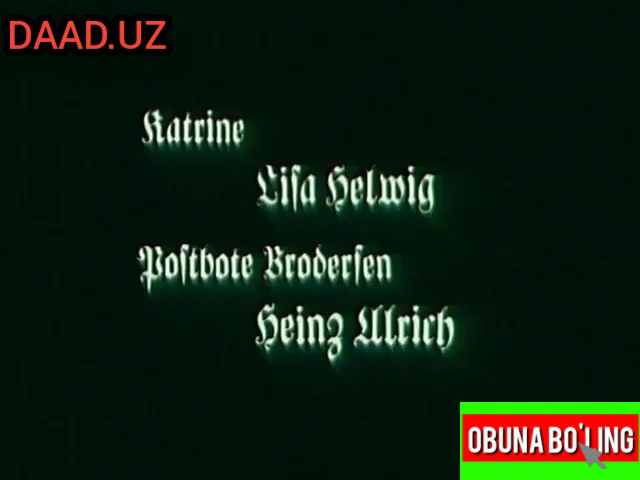 DAAD.UZ
Katrine
Liſa Helwig
Poſtbote Broderſen
Heinz Ulrich
OBUNA BO'LING